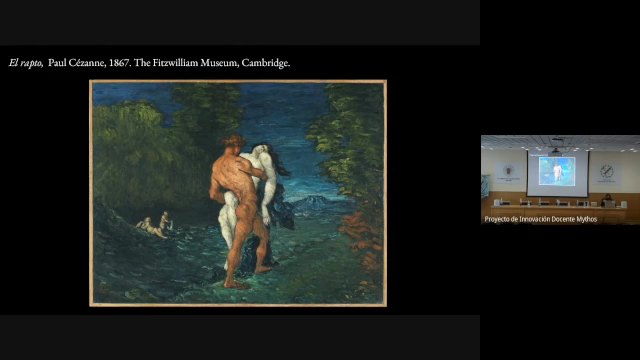 El rapto, Paul Cézanne, 1867. The Fitzwilliam Museum, Cambridge.
Proyecto de Innovación Docente Mythos